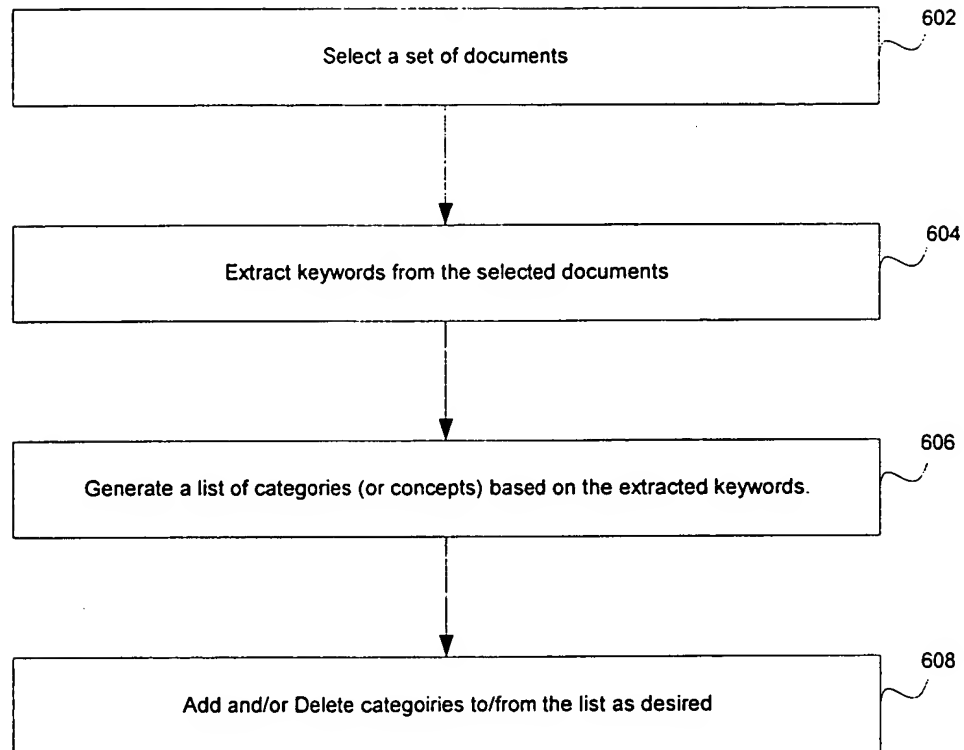 602
Select a set of documents
604
Extract keywords from the selected documents
606
Generate a list of categories (or concepts) based on the extracted keywords.
608
Add and/or Delete categoiries to/from the list as desired